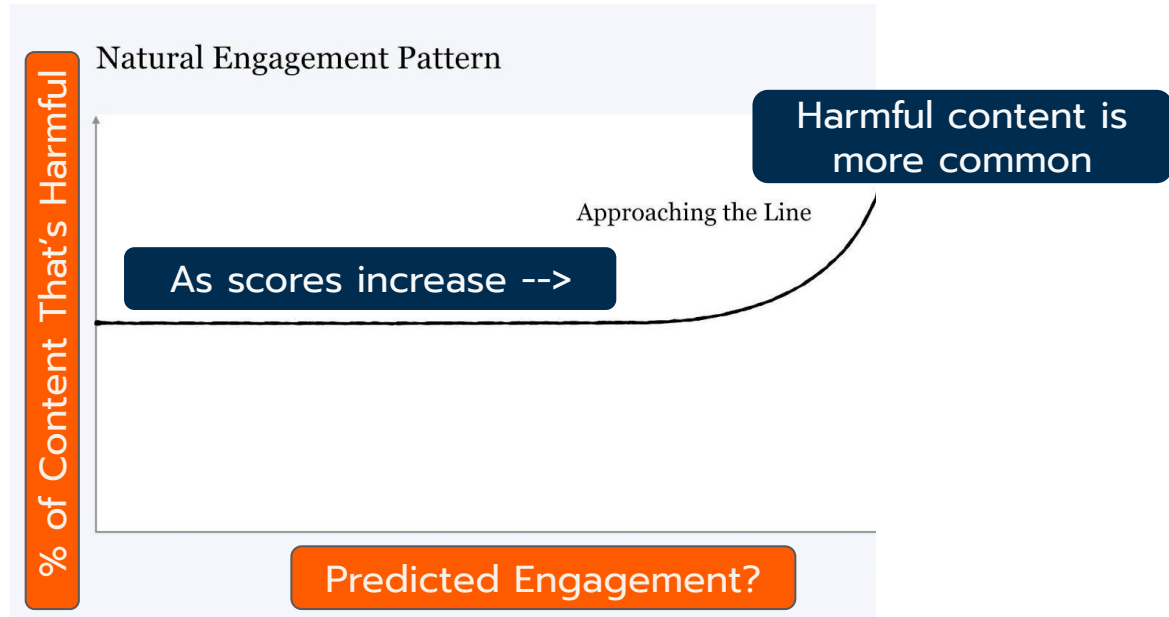 Natural Engagement Pattern
% of Content That's Harmful
Harmful content is
more common
Approaching the Line
As scores increase -->
Predicted Engagement?